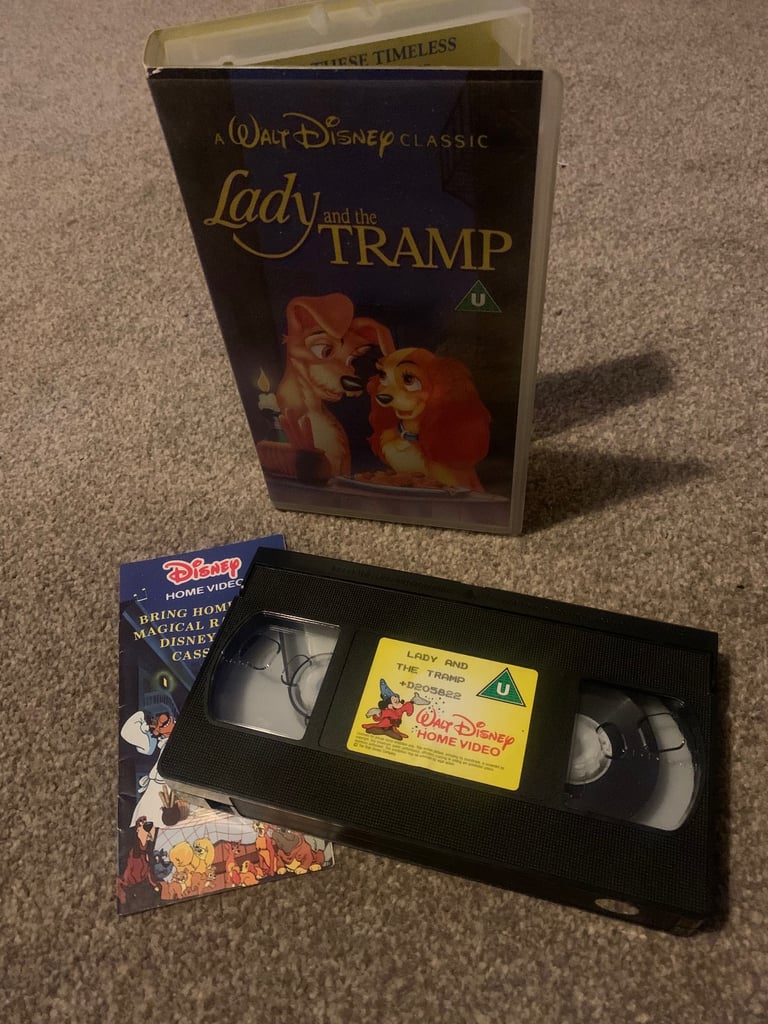 THESE TIMELESS
A WALT DISNEY CLASSIC
Lady and the
TRAMP
U
DISNEY
HOME VIDEO
BRING HOM
MAGICAL R
DISNEY
CASS
LADY AND
THE TRAMP
+D205822
U
WALT DISNEY
HOME VIDEO